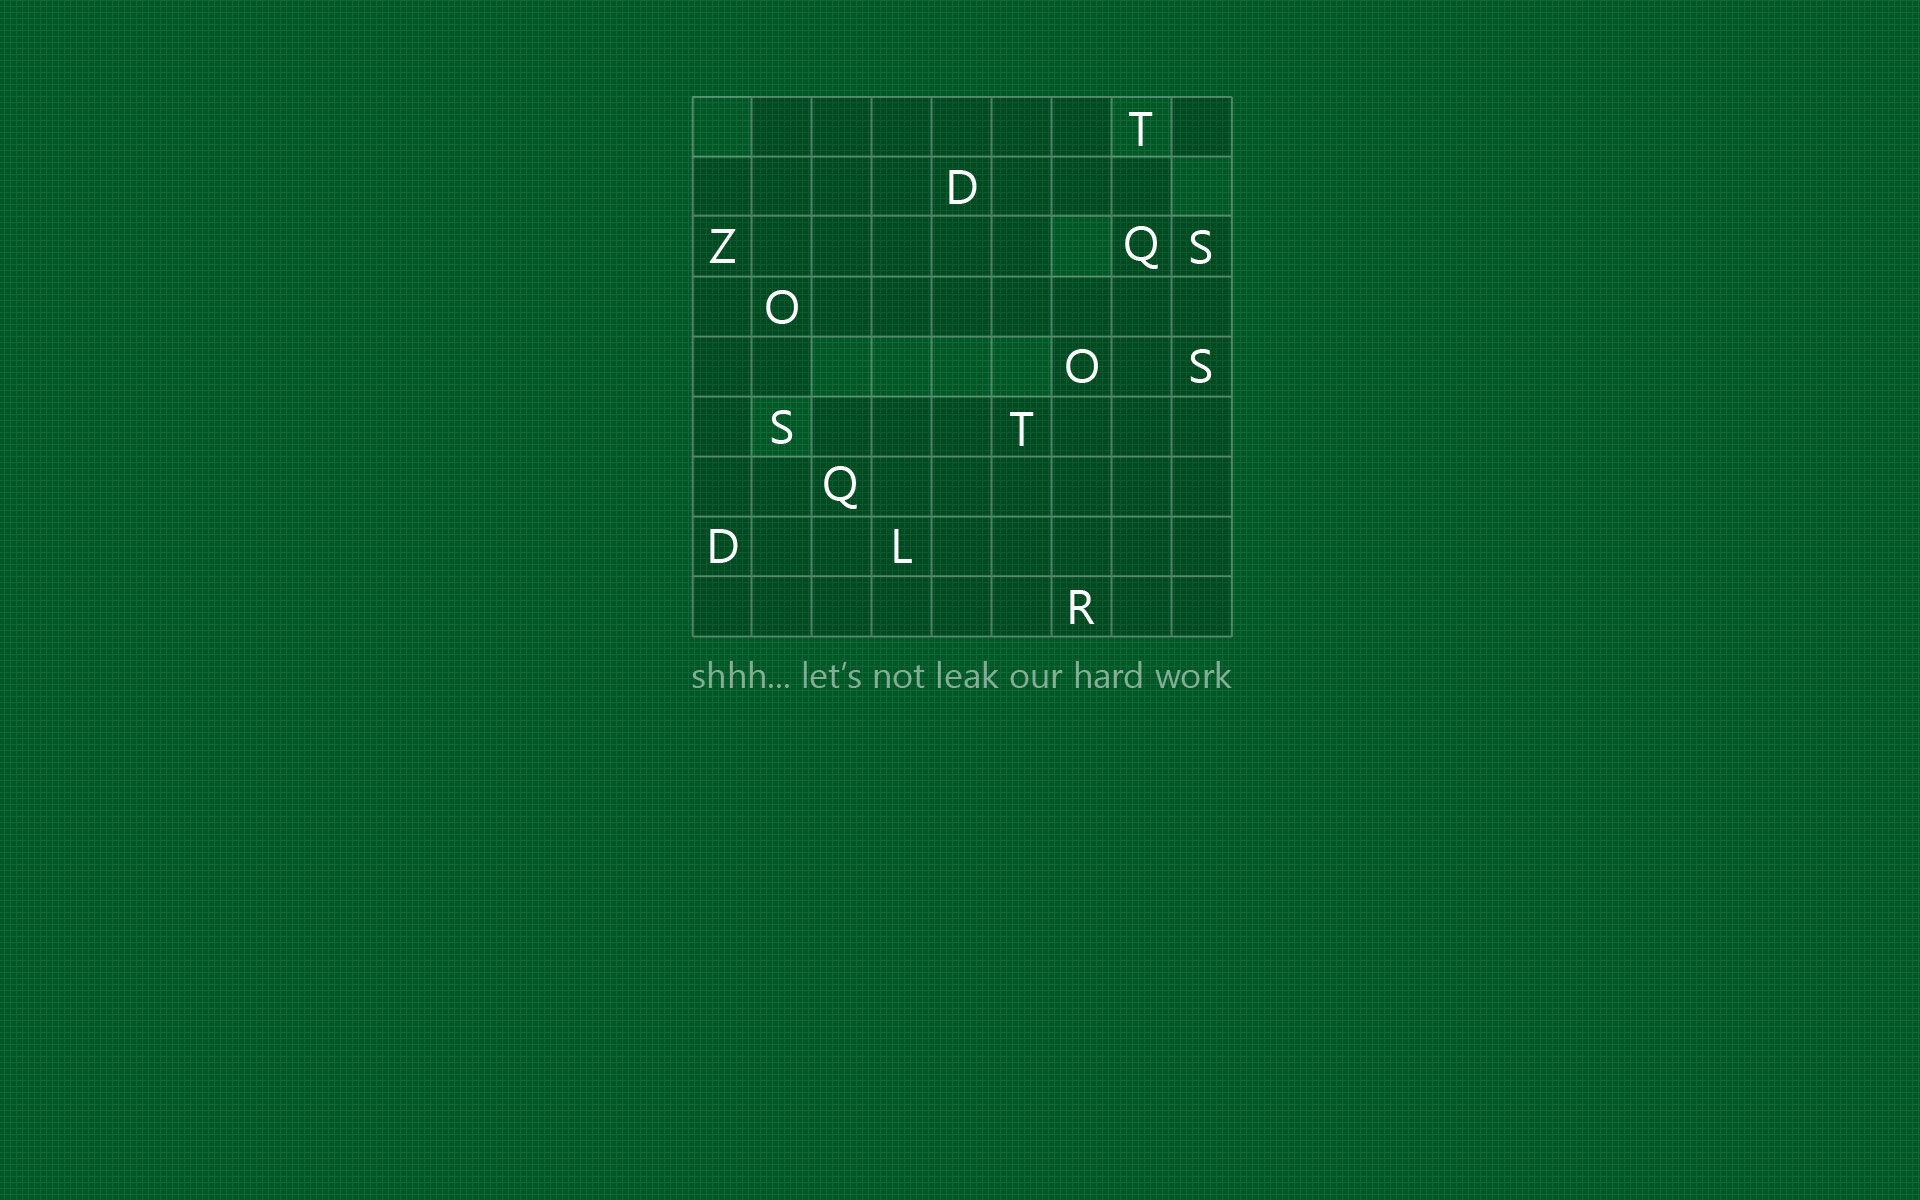 T
D
Z Q S
O
O S
S T
Q
D L
R
shhh... let's not leak our hard work